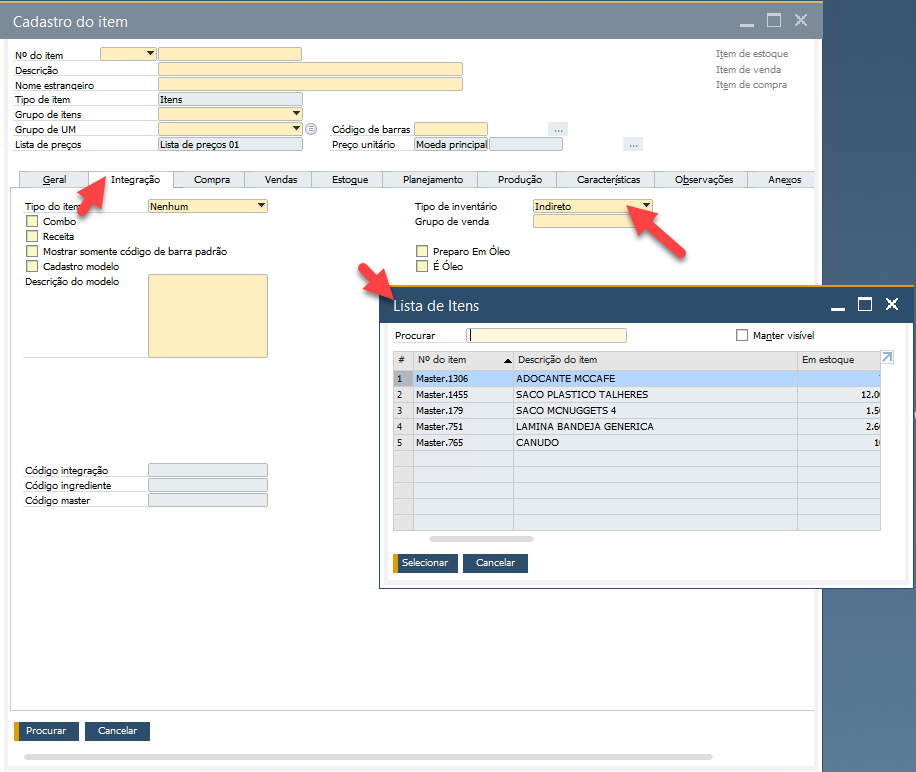 Cadastro do item
Nº do item
Item de estoque
Descrição
Item de venda
Nome estrangeiro
Item de compra
Tipo de item Itens
Grupo de itens
Grupo de UM
Código de barras ...
Lista de preços Lista de preços 01
Preço unitário Moeda principal ...
Geral Integração Compra Vendas Estoque Planejamento Produção Características Observações Anexos
Tipo do item Nenhum
Tipo de inventário Indireto
Combo
Grupo de venda
Receita
Mostrar somente código de barra padrão
Preparo Em Óleo
Cadastro modelo
É Óleo
Descrição do modelo
Código integração
Código ingrediente
Código master
Procurar Cancelar
Lista de Itens
Procurar
Manter visível
# Nº do item Descrição do item Em estoque
1 Master.1306 ADOCANTE MCCAFE
2 Master.1455 SACO PLASTICO TALHERES 12.0
3 Master.179 SACO MCNUGGETS 4 1.5
4 Master.751 LAMINA BANDEJA GENERICA 2.6
5 Master.765 CANUDO
Selecionar Cancelar